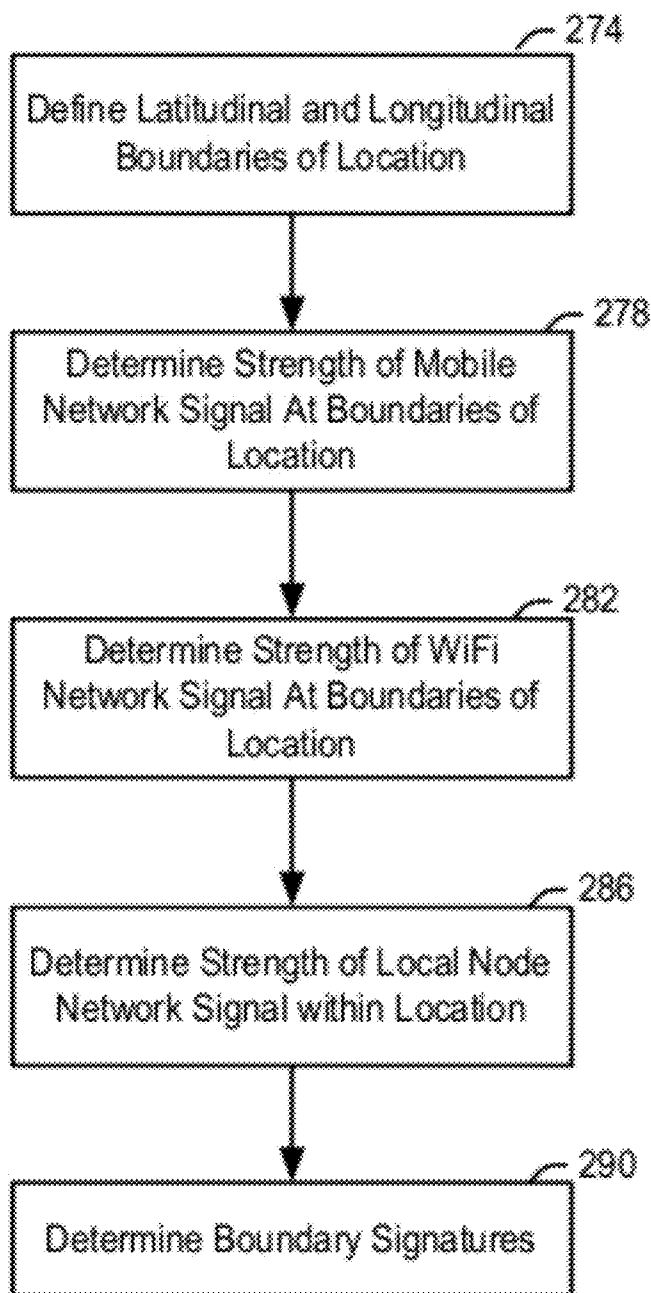 274
Define Latitudinal and Longitudinal
Boundaries of Location
278
Determine Strength of Mobile
Network Signal At Boundaries of
Location
282
Determine Strength of WiFi
Network Signal At Boundaries of
Location
286
Determine Strength of Local Node
Network Signal within Location
290
Determine Boundary Signatures